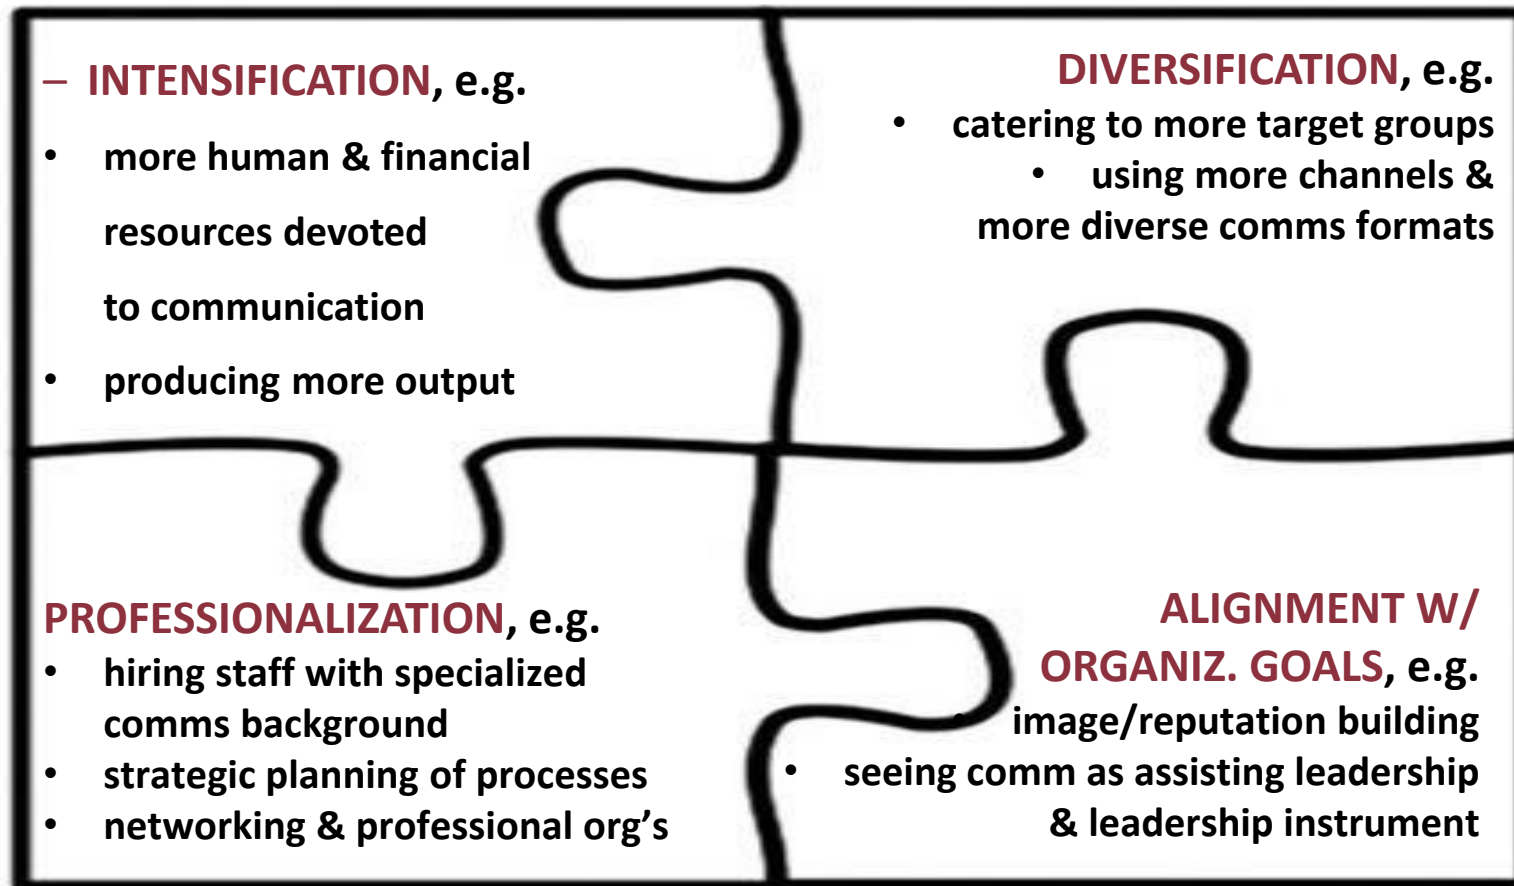 – INTENSIFICATION, e.g.
• more human & financial
resources devoted
to communication
• producing more output
DIVERSIFICATION, e.g.
• catering to more target groups
• using more channels &
more diverse comms formats
PROFESSIONALIZATION, e.g.
• hiring staff with specialized
comms background
• strategic planning of processes
• networking & professional org’s
ALIGNMENT W/
ORGANIZ. GOALS, e.g.
• image/reputation building
• seeing comm as assisting leadership
& leadership instrument